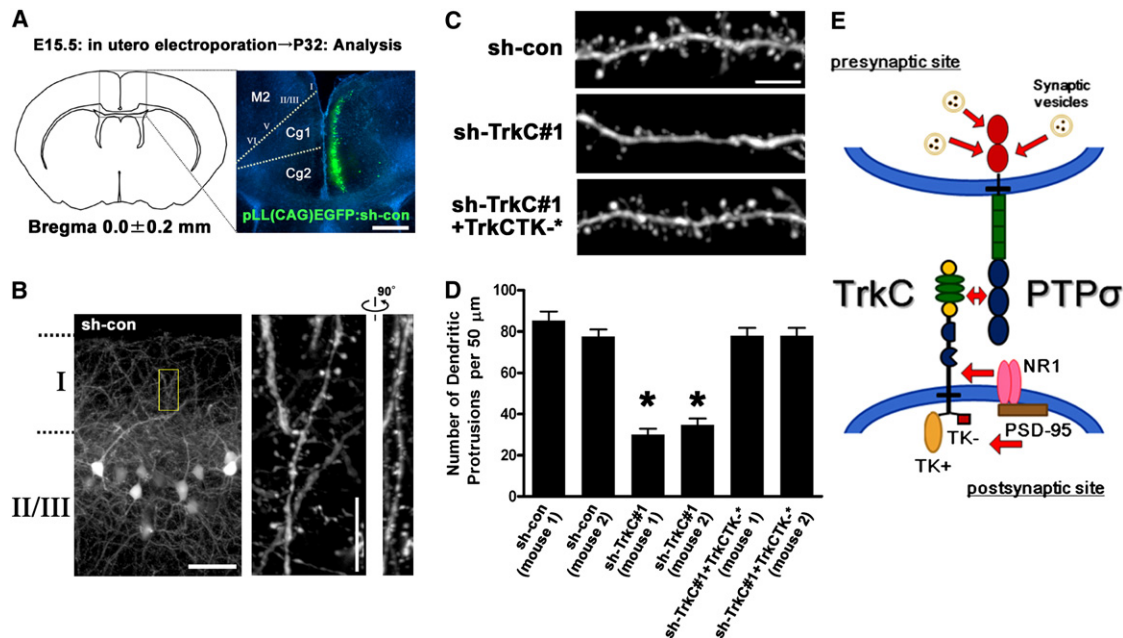 A
E15.5: in utero electroporation→P32: Analysis
M2
II/III
I
V
VI
Cg1
Cg2
pLL(CAG)EGFP:sh-con
Bregma 0.0±0.2 mm
B
sh-con
90°
I
II/III
C
sh-con
sh-TrkC#1
sh-TrkC#1
+TrkCTK-*
D
Number of Dendritic
Protrusions per 50 μm
100
80
60
40
20
0
*
*
sh-con
(mouse 1)
sh-con
(mouse 2)
sh-TrkC#1
(mouse 1)
sh-TrkC#1
(mouse 2)
sh-TrkC#1+TrkCTK-*
(mouse 1)
sh-TrkC#1+TrkCTK-*
(mouse 2)
E
presynaptic site
Synaptic
vesicles
TrkC
PTPσ
NR1
PSD-95
TK-
TK+
postsynaptic site